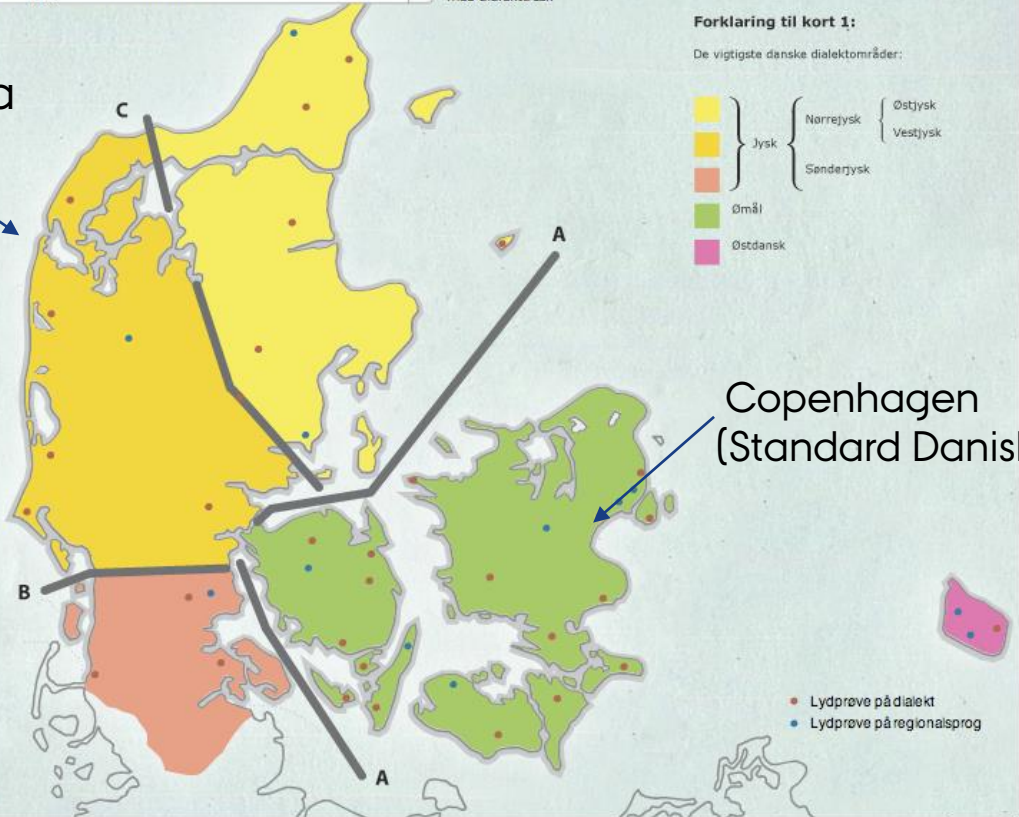 Forklaring til kort 1:
De vigtigste danske dialektområder:
Jysk
Nørrejysk
Østjysk
Vestjysk
Sønderjysk
Ømål
Østdansk
a
C
A
Copenhagen
(Standard Danis
B
A
Lydprøve på dialekt
Lydprøve på regionalsprog